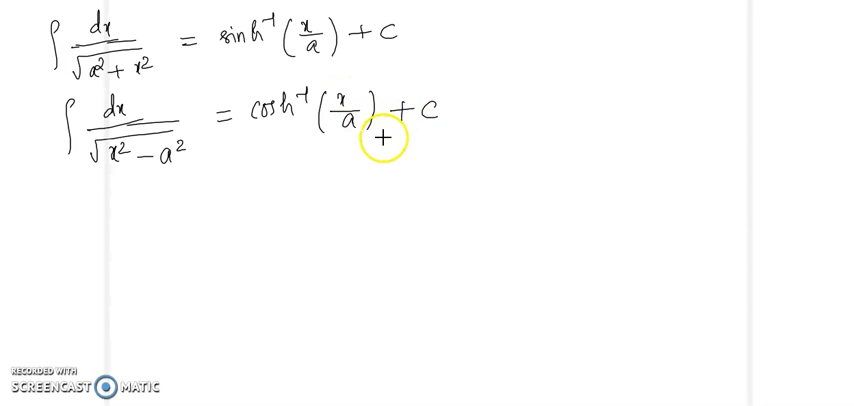 ∫ dx / √(a² + x²) = sinh⁻¹ (x/a) + C
∫ dx / √(x² − a²) = cosh⁻¹ (x/a) + C
RECORDED WITH
SCREENCAST MATIC